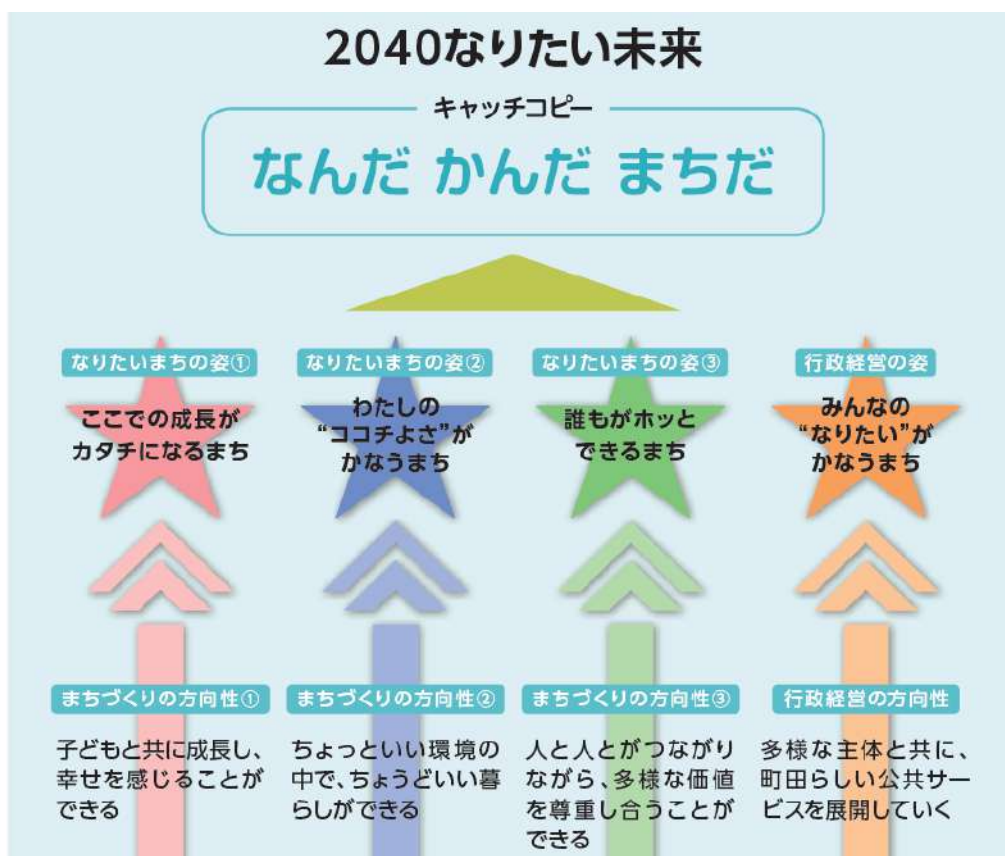 2040なりたい未来
キャッチコピー
なんだ かんだ まちだ
なりたいまちの姿①
ここでの成長が
カタチになるまち
なりたいまちの姿②
わたしの
“ココチよさ”が
かなうまち
なりたいまちの姿③
誰もがホッと
できるまち
行政経営の姿
みんなの
“なりたい”が
かなうまち
まちづくりの方向性①
子どもと共に成長し、
幸せを感じることが
できる
まちづくりの方向性②
ちょっといい環境の
中で、ちょうどいい暮
らしができる
まちづくりの方向性③
人と人とがつながり
ながら、多様な価値
を尊重し合うことが
できる
行政経営の方向性
多様な主体と共に、
町田らしい公共サー
ビスを展開していく